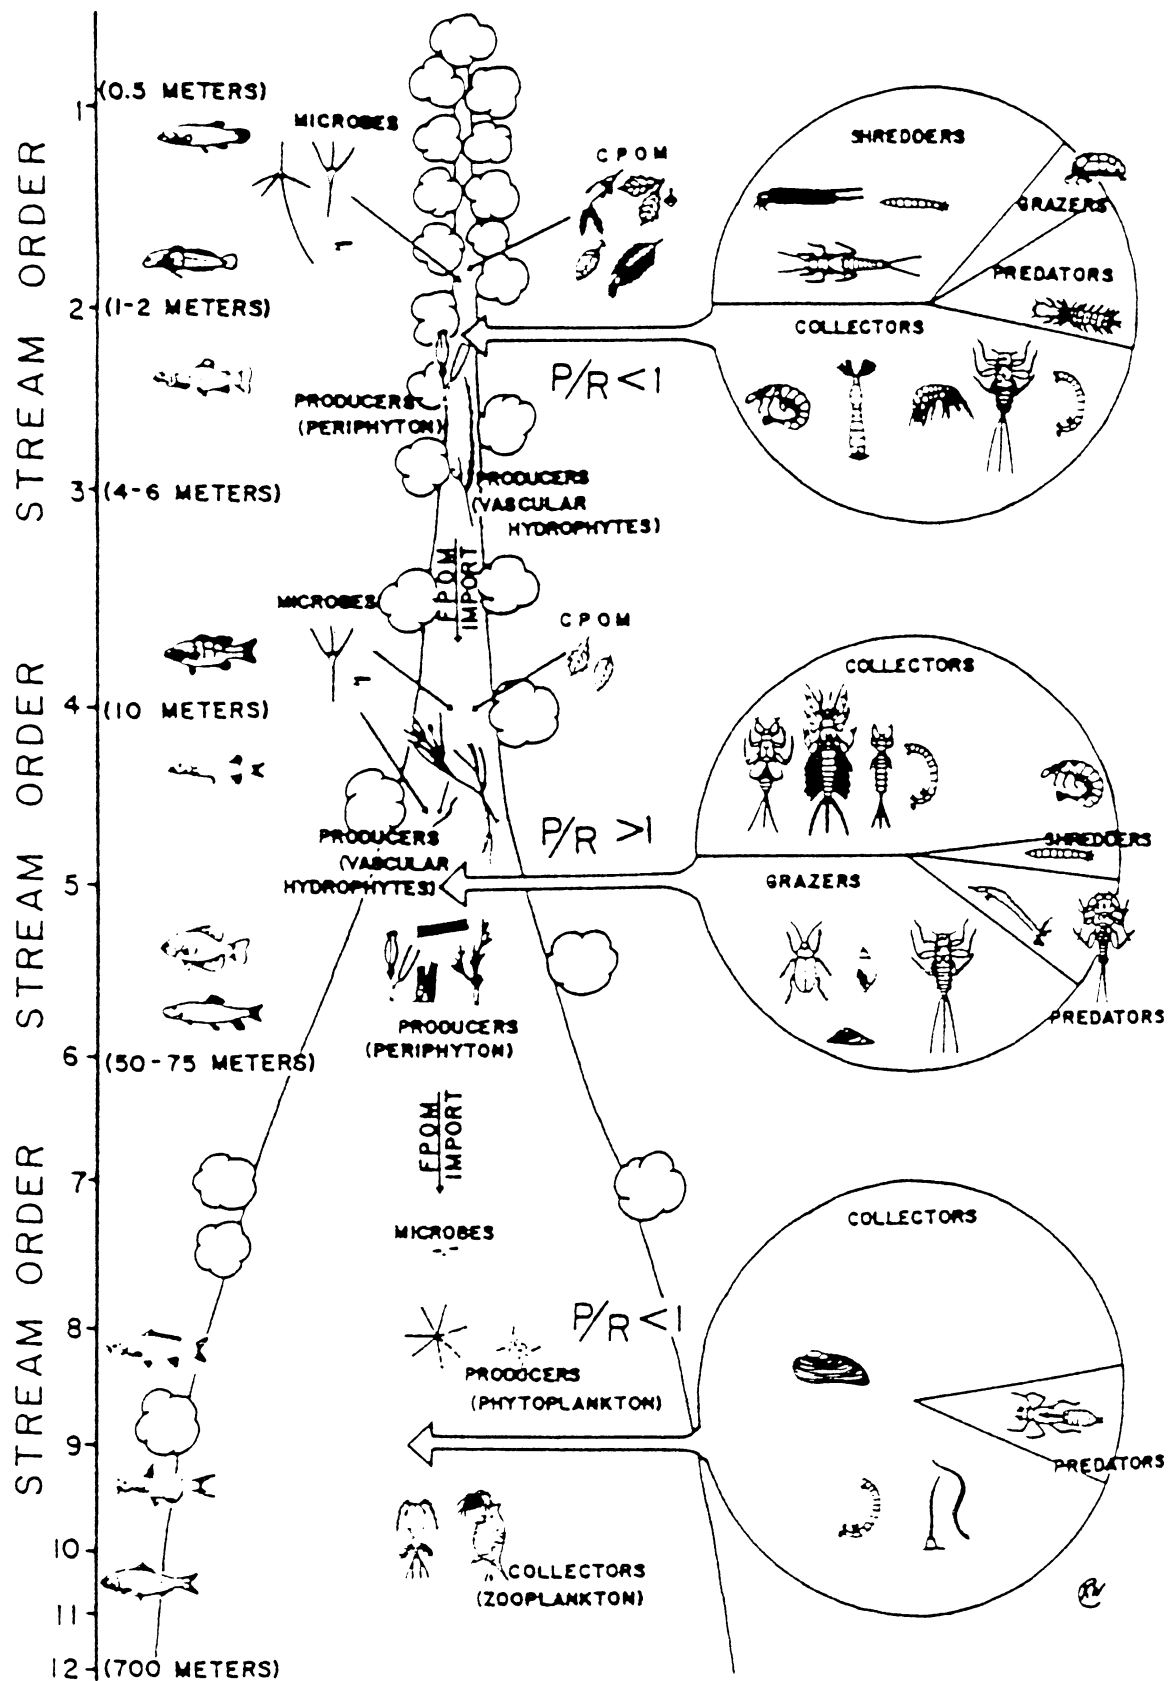 STREAM ORDER
STREAM ORDER
STREAM ORDER
1
(0.5 METERS)
MICROBES
CPOM
SHREDDERS
GRAZERS
PREDATORS
2
(1-2 METERS)
COLLECTORS
P/R <1
PRODUCERS
(PERIPHYTON)
3
(4-6 METERS)
PRODUCERS
(VASCULAR
HYDROPHYTES)
FPOM
IMPORT
MICROBES
CPOM
COLLECTORS
4
(10 METERS)
P/R >1
PRODUCERS
(VASCULAR
HYDROPHYTES)
SHREDDERS
5
GRAZERS
PREDATORS
PRODUCERS
(PERIPHYTON)
6
(50-75 METERS)
FPOM
IMPORT
7
MICROBES
COLLECTORS
8
P/R <1
PRODUCERS
(PHYTOPLANKTON)
9
PREDATORS
10
COLLECTORS
(ZOOPLANKTON)
11
12
(700 METERS)